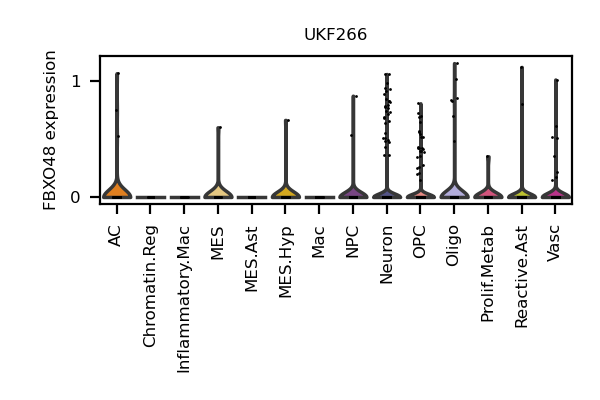 UKF266
FBXO48 expression
1
0
AC
Chromatin.Reg
Inflammatory.Mac
MES
MES.Ast
MES.Hyp
Mac
NPC
Neuron
OPC
Oligo
Prolif.Metab
Reactive.Ast
Vasc